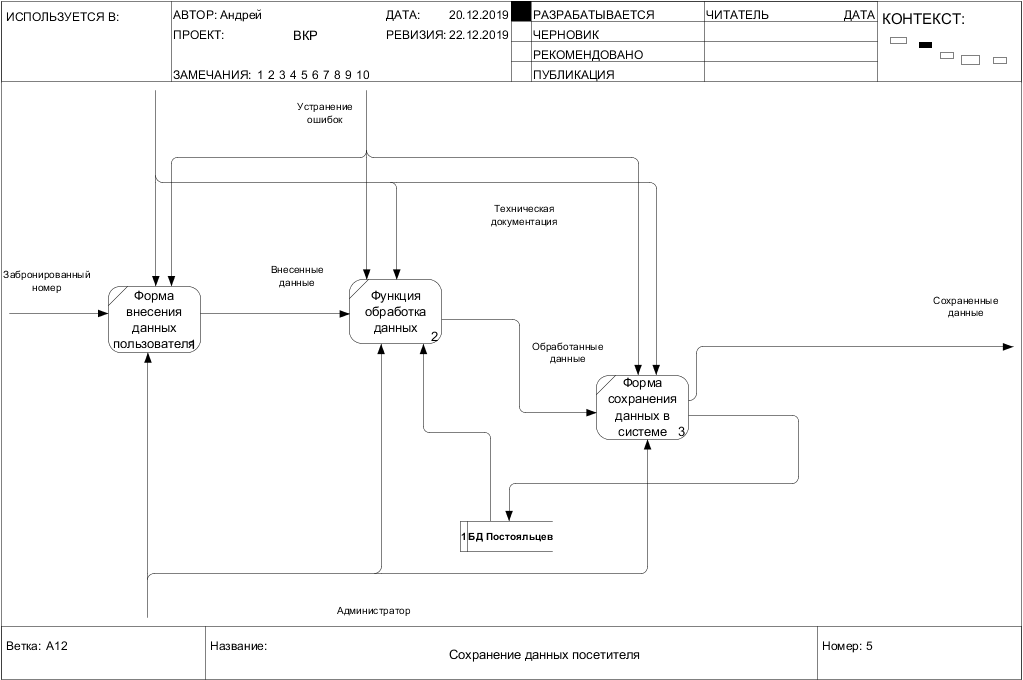 ИСПОЛЬЗУЕТСЯ В:
АВТОР: Андрей
ДАТА: 20.12.2019
ПРОЕКТ: ВКР
РЕВИЗИЯ: 22.12.2019
ЗАМЕЧАНИЯ: 1 2 3 4 5 6 7 8 9 10
РАЗРАБАТЫВАЕТСЯ
ЧЕРНОВИК
РЕКОМЕНДОВАНО
ПУБЛИКАЦИЯ
ЧИТАТЕЛЬ ДАТА
КОНТЕКСТ:
Устранение
ошибок
Техническая
документация
Забронированный
номер
Форма
внесения
данных
пользователя 1
Внесенные
данные
Функция
обработка
данных
2
Обработанные
данные
Форма
сохранения
данных в
системе 3
Сохраненные
данные
1 БД Постояльцев
Администратор
Ветка: A12
Название:
Сохранение данных посетителя
Номер: 5